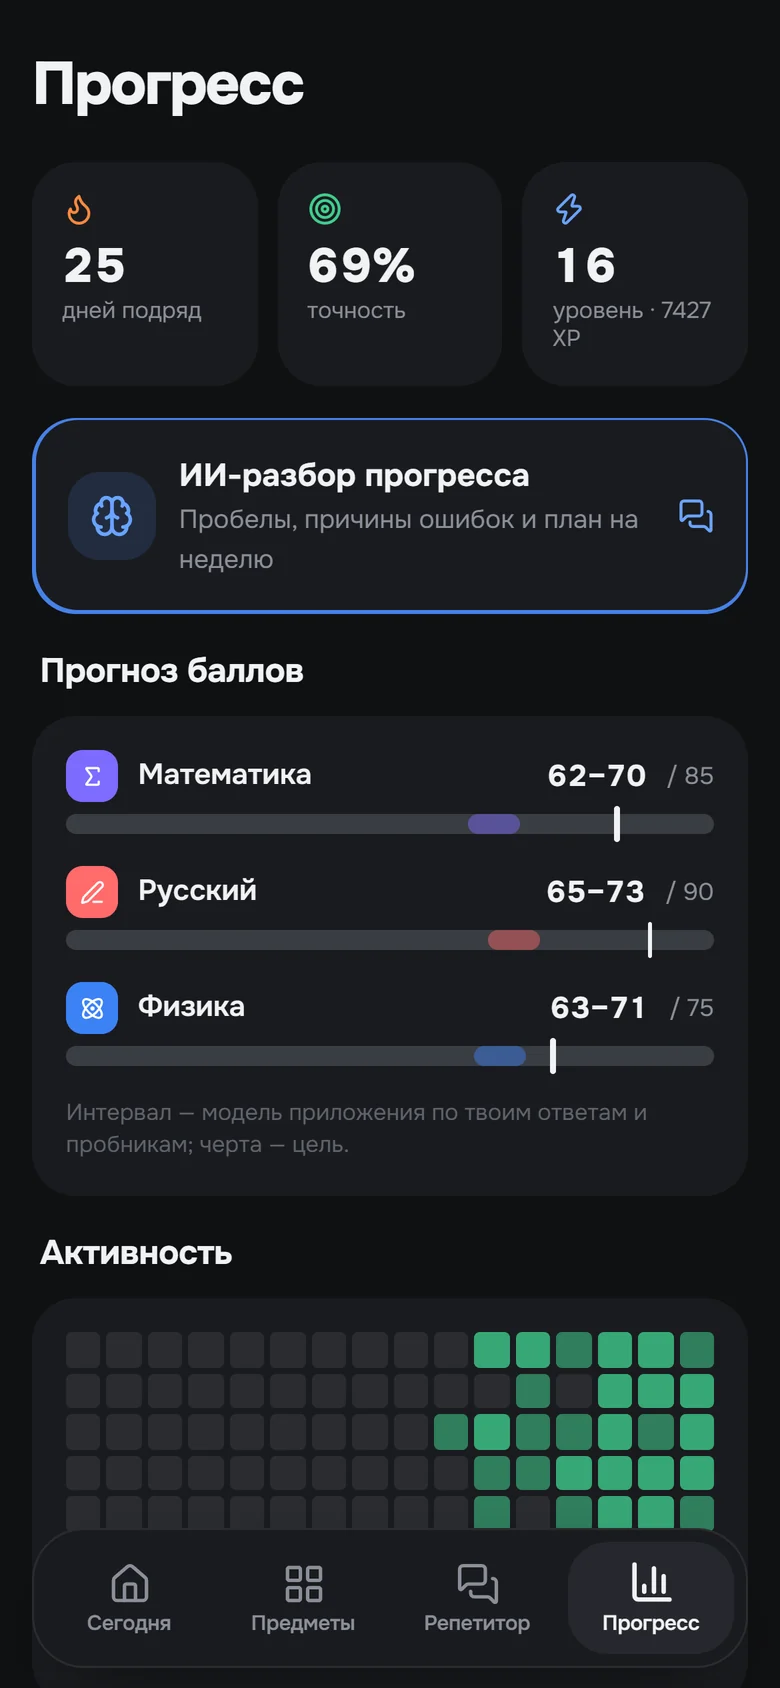 Прогресс
25
дней подряд
69%
точность
16
уровень · 7427
XP
ИИ-разбор прогресса
Пробелы, причины ошибок и план на
неделю
Прогноз баллов
Σ Математика 62–70 / 85
Русский 65–73 / 90
Физика 63–71 / 75
Интервал — модель приложения по твоим ответам и
пробникам; черта — цель.
Активность
Сегодня Предметы Репетитор Прогресс